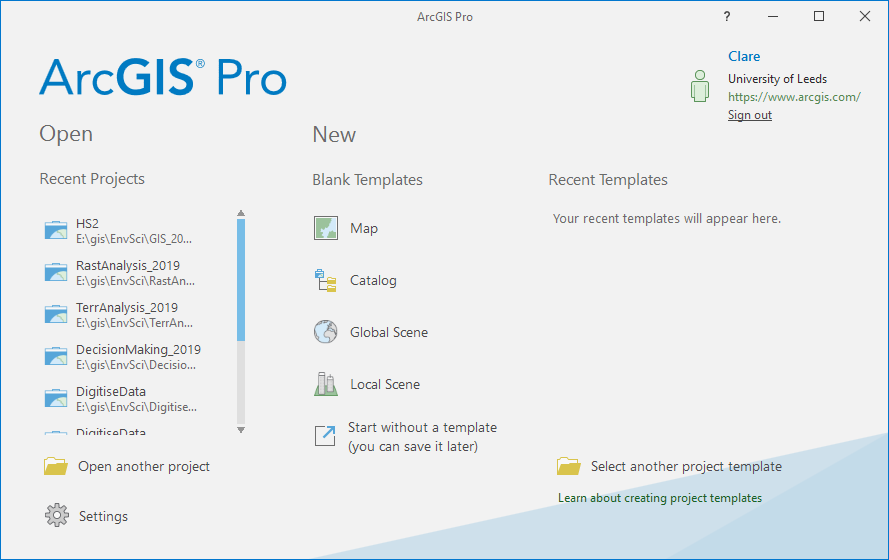 ArcGIS Pro
?
ArcGIS® Pro
Clare
University of Leeds
https://www.arcgis.com/
Sign out
Open
Recent Projects
HS2
E:\gis\EnvSci\GIS_20...
RastAnalysis_2019
E:\gis\EnvSci\RastAn...
TerrAnalysis_2019
E:\gis\EnvSci\TerrAn...
DecisionMaking_2019
E:\gis\EnvSci\Decisio...
DigitiseData
E:\gis\EnvSci\Digitise...
DigitiseData
Open another project
Settings
New
Blank Templates
Map
Catalog
Global Scene
Local Scene
Start without a template
(you can save it later)
Recent Templates
Your recent templates will appear here.
Select another project template
Learn about creating project templates